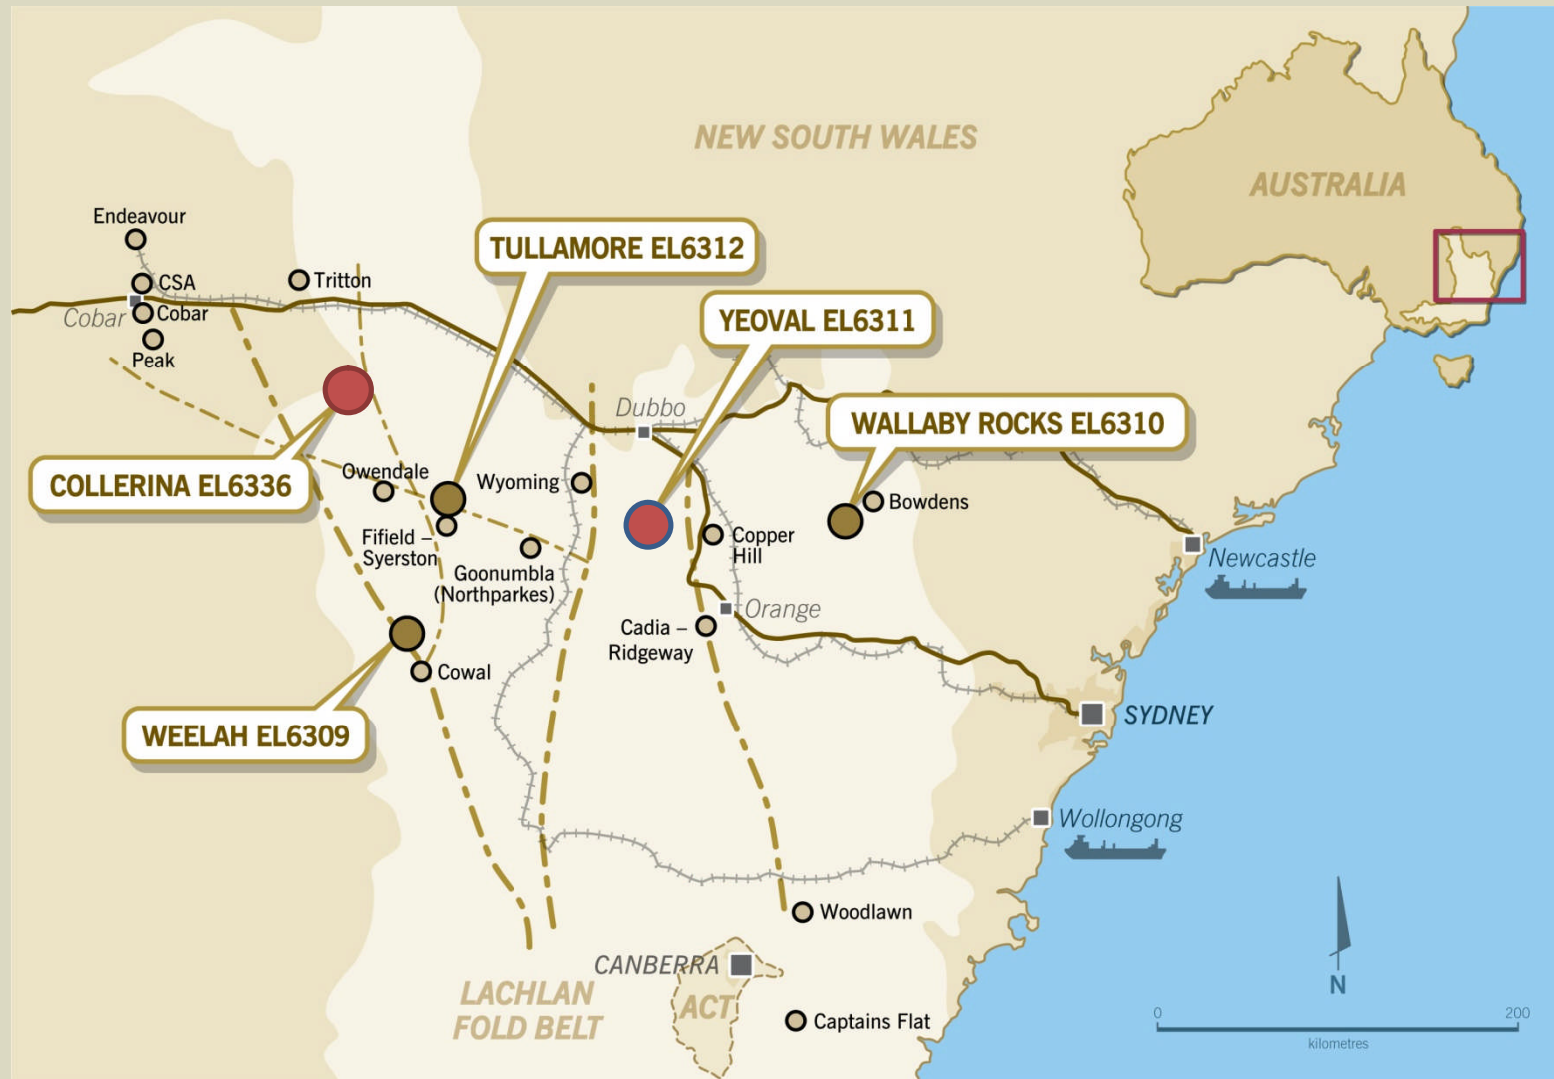 NEW SOUTH WALES
AUSTRALIA
Endeavour
CSA
Tritton
Cobar
Cobar
Peak
TULLAMORE EL6312
YEOVAL EL6311
Dubbo
WALLABY ROCKS EL6310
COLLERINA EL6336
Owendale
Wyoming
Bowdens
Fifield –
Syerston
Goonumbla
(Northparkes)
Copper
Hill
Newcastle
Orange
Cadia –
Ridgeway
Cowal
WEELAH EL6309
SYDNEY
Wollongong
Woodlawn
CANBERRA
LACHLAN
FOLD BELT
ACT
Captains Flat
N
0 200
kilometres